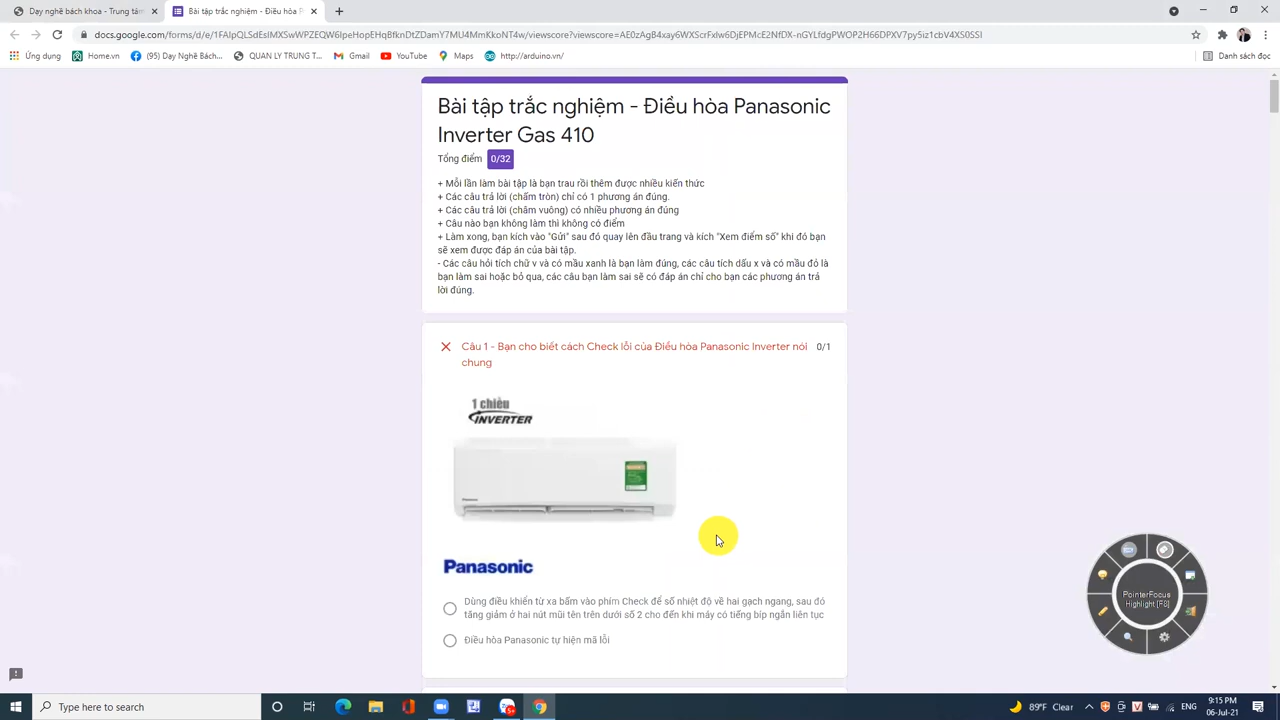 Dạy nghề bách khoa - Trung tâm
Bài tập trắc nghiệm - Điều hòa P
docs.google.com/forms/d/e/1FAIpQLSdEsiMXSwWPZEQW6IpeHopEHqBfknDtZDamY7MU4MmKkoNT4w/viewscore?viewscore=AE0zAgB4xay6WXScrFxIw6DjEPMcE2NfDX-nGYLfdgPWOP2H66DPXV7py5iz1cbV4XS0SSI
Ứng dụng
Home.vn
(95) Dạy Nghề Bách...
QUAN LY TRUNG T...
Gmail
YouTube
Maps
http://arduino.vn/
Danh sách đọc
Bài tập trắc nghiệm - Điều hòa Panasonic
Inverter Gas 410
Tổng điểm 0/32
+ Mỗi lần làm bài tập là bạn trau rồi thêm được nhiều kiến thức
+ Các câu trả lời (chấm tròn) chỉ có 1 phương án đúng.
+ Các câu trả lời (chấm vuông) có nhiều phương án đúng
+ Câu nào bạn không làm thì không có điểm
+ Làm xong, bạn kích vào "Gửi" sau đó quay lên đầu trang và kích "Xem điểm số" khi đó bạn
sẽ xem được đáp án của bài tập.
- Các câu hỏi tích chữ v và có mầu xanh là bạn làm đúng, các câu tích dấu x và có mầu đỏ là
bạn làm sai hoặc bỏ qua, các câu bạn làm sai sẽ có đáp án chỉ cho bạn các phương án trả
lời đúng.
Câu 1 - Bạn cho biết cách Check lỗi của Điều hòa Panasonic Inverter nói 0/1
chung
1 chiều
INVERTER
Panasonic
Dùng điều khiển từ xa bấm vào phím Check để số nhiệt độ về hai gạch ngang, sau đó
tăng giảm ở hai nút mũi tên trên dưới số 2 cho đến khi máy có tiếng bíp ngắn liên tục
Điều hòa Panasonic tự hiện mã lỗi
PointerFocus
Highlight [F8]
Type here to search
89°F Clear
ENG
9:15 PM
06-Jul-21